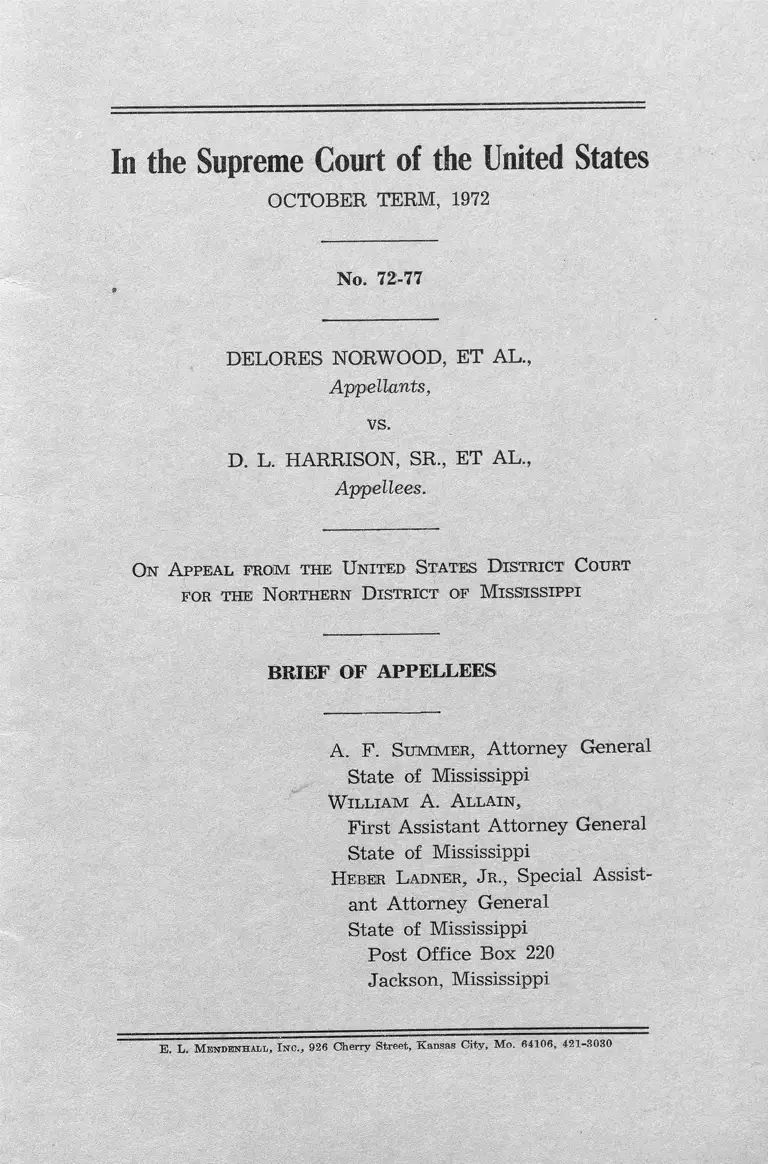 In the Supreme Court of the United States
OCTOBER TERM, 1972
No. 72-77
DELORES NORWOOD, ET AL.,
Appellants,
vs.
D. L. HARRISON, SR., ET AL.,
Appellees.
ON APPEAL FROM THE UNITED STATES DISTRICT COURT
FOR THE NORTHERN DISTRICT OF MISSISSIPPI
BRIEF OF APPELLEES
A. F. SUMMER, Attorney General
State of Mississippi
WILLIAM A. ALLAIN,
First Assistant Attorney General
State of Mississippi
HEBER LADNER, JR., Special Assist-
ant Attorney General
State of Mississippi
Post Office Box 220
Jackson, Mississippi
E. L. MENDENHALL, INC., 926 Cherry Street, Kansas City, Mo. 64106, 421-3030